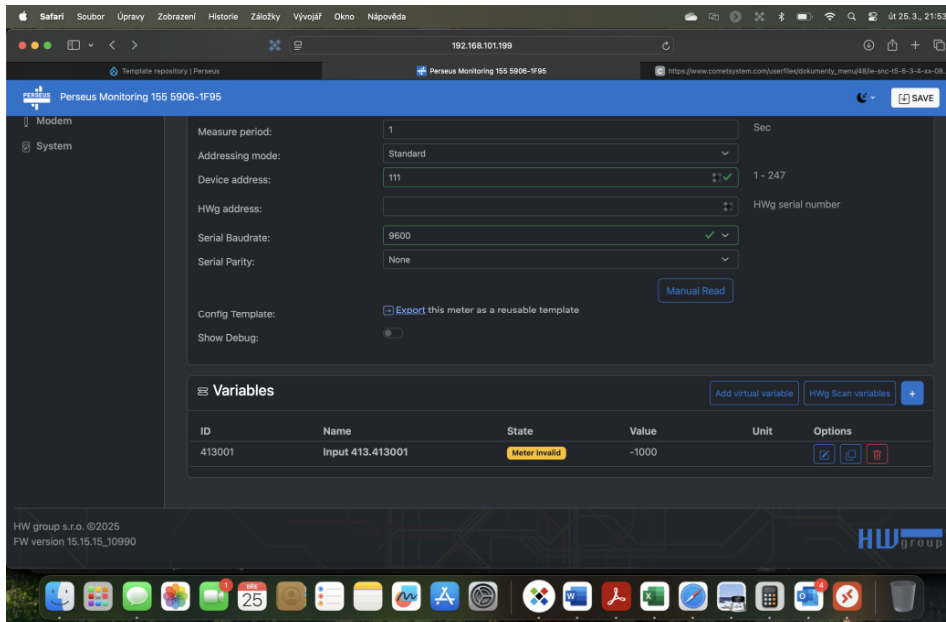 Safari Soubor Úpravy Zobrazení Historie Záložky Vývojář Okno Nápověda út 25.3., 21:53
192.168.101.199
Template repository | Perseus
Perseus Monitoring 155 5906-1F95
https://www.cometsystem.com/userfiles/dokumenty_menu/48/ie-snc-t5-6-3-4-xx-08...
PERSEUS Perseus Monitoring 155 5906-1F95 SAVE
Modem
System
Measure period: 1 Sec
Addressing mode: Standard
Device address: 111 1 - 247
HWg address: HWg serial number
Serial Baudrate: 9600
Serial Parity: None
Manual Read
Config Template: Export this meter as a reusable template
Show Debug:
Variables Add virtual variable HWg Scan variables +
ID Name State Value Unit Options
413001 Input 413.413001 Meter invalid -1000
HW group s.r.o. ©2025
FW version 15.15.15_10990
HW group
1 BŘE 4
25